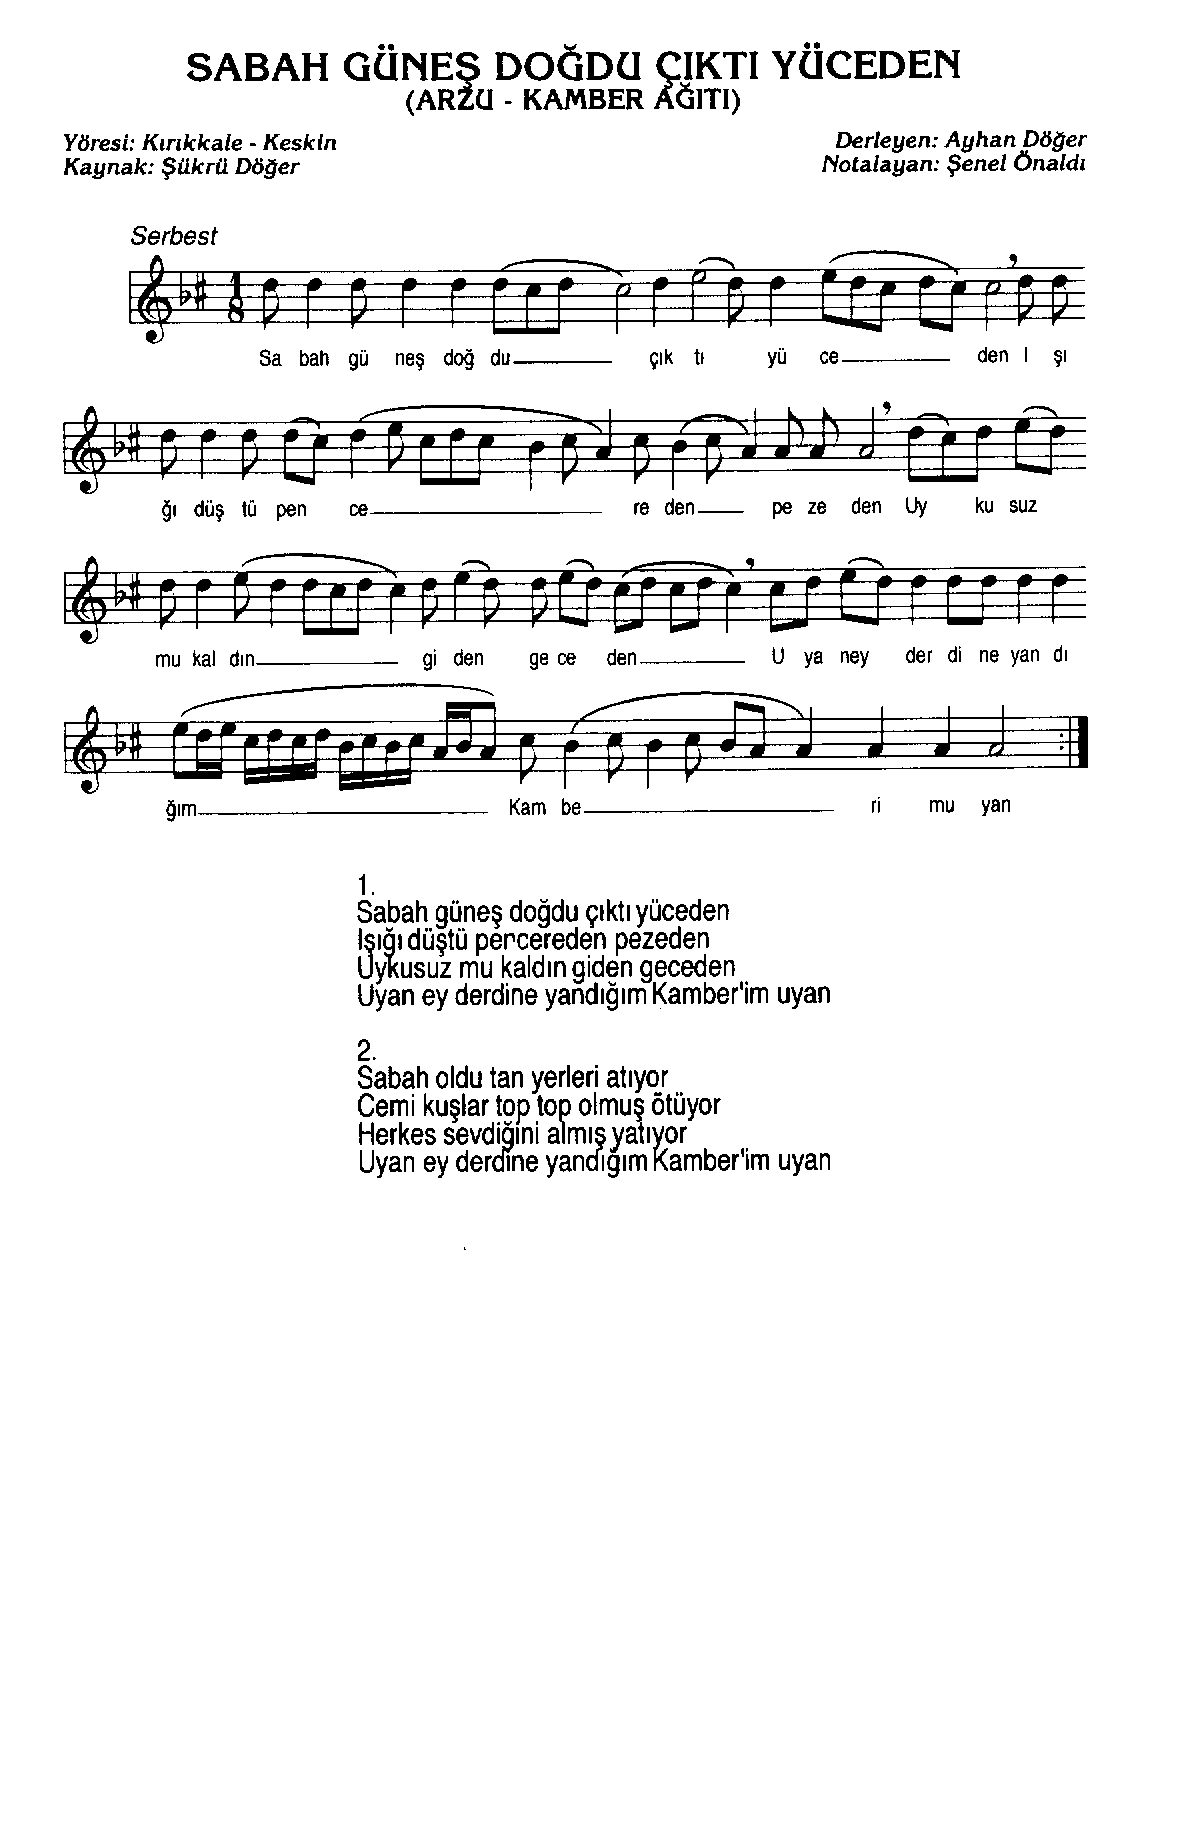 SABAH GÜNEŞ DOĞDU ÇIKTI YÜCEDEN
(ARZU - KAMBER AĞITI)
Yöresi: Kırıkkale - Keskin
Kaynak: Şükrü Döğer
Derleyen: Ayhan Döğer
Notalayan: Şenel Önaldı
Serbest
1
8
Sa bah gü neş doğ du çık tı yü ce den I şı
ğı düş tü pen ce re den pe ze den Uy ku suz
mu kal dın gi den ge ce den U ya ney der di ne yan dı
ğım Kam be ri mu yan
1.
Sabah güneş doğdu çıktı yüceden
Işığı düştü pencereden pezeden
Uykusuz mu kaldın giden geceden
Uyan ey derdine yandığım Kamber'im uyan
2.
Sabah oldu tan yerleri atıyor
Cemi kuşlar top top olmuş ötüyor
Herkes sevdiğini almış yatıyor
Uyan ey derdine yandığım Kamber'im uyan